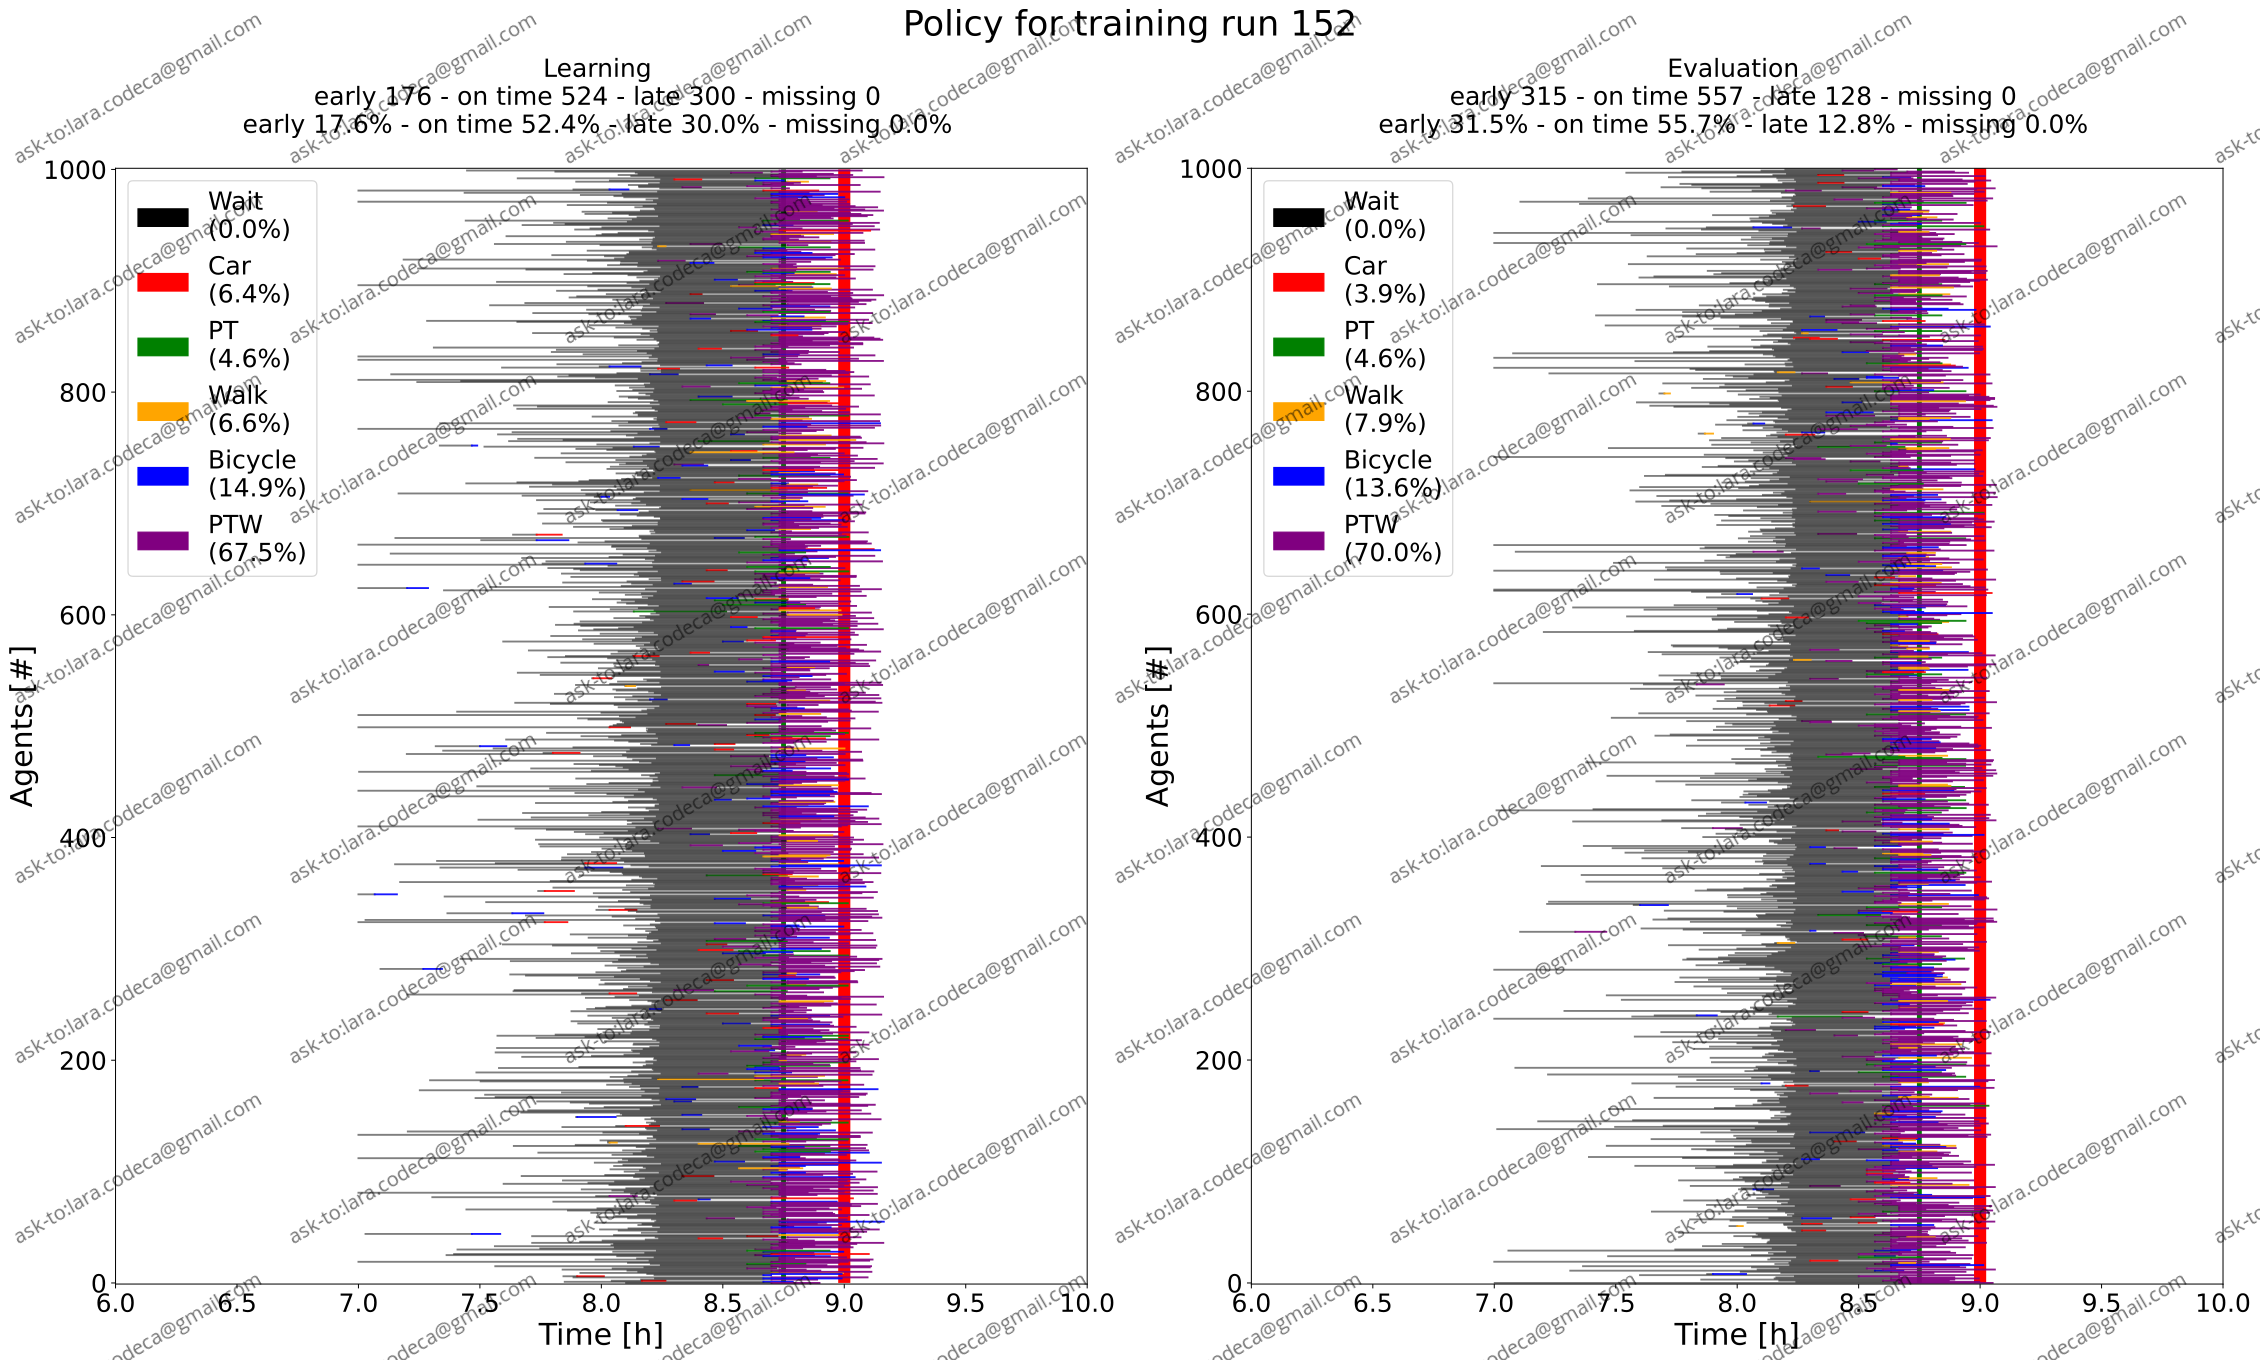 Policy for training run 152
Learning
early 176 - on time 524 - late 300 - missing 0
early 17.6% - on time 52.4% - late 30.0% - missing 0.0%
Evaluation
early 315 - on time 557 - late 128 - missing 0
early 31.5% - on time 55.7% - late 12.8% - missing 0.0%
Agents [#]
1000
800
600
400
200
0
Wait
(0.0%)
Car
(6.4%)
PT
(4.6%)
Walk
(6.6%)
Bicycle
(14.9%)
PTW
(67.5%)
6.0 6.5 7.0 7.5 8.0 8.5 9.0 9.5 10.0
Time [h]
Agents [#]
1000
800
600
400
200
0
Wait
(0.0%)
Car
(3.9%)
PT
(4.6%)
Walk
(7.9%)
Bicycle
(13.6%)
PTW
(70.0%)
6.0 6.5 7.0 7.5 8.0 8.5 9.0 9.5 10.0
Time [h]
ask-to:lara.codeca@gmail.com